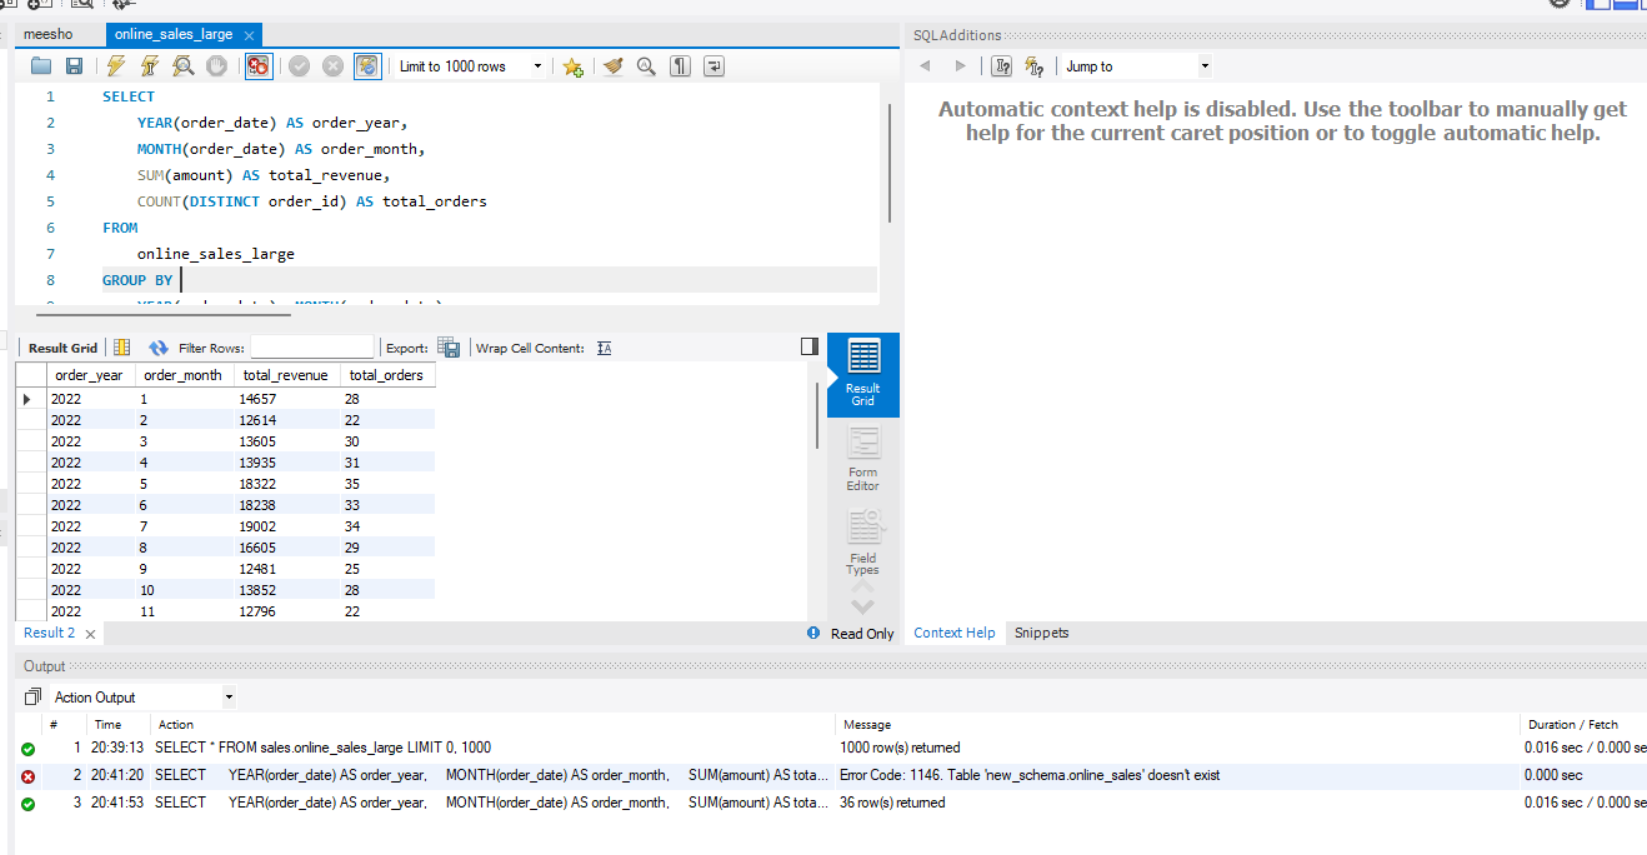 meesho online_sales_large
SQLAdditions
Limit to 1000 rows
Jump to
1 SELECT
2 YEAR(order_date) AS order_year,
3 MONTH(order_date) AS order_month,
4 SUM(amount) AS total_revenue,
5 COUNT(DISTINCT order_id) AS total_orders
6 FROM
7 online_sales_large
8 GROUP BY
Automatic context help is disabled. Use the toolbar to manually get
help for the current caret position or to toggle automatic help.
Result Grid Filter Rows: Export: Wrap Cell Content:
order_year order_month total_revenue total_orders
2022 1 14657 28
2022 2 12614 22
2022 3 13605 30
2022 4 13935 31
2022 5 18322 35
2022 6 18238 33
2022 7 19002 34
2022 8 16605 29
2022 9 12481 25
2022 10 13852 28
2022 11 12796 22
Result
Grid
Form
Editor
Field
Types
Result 2 Read Only Context Help Snippets
Output
Action Output
# Time Action Message Duration / Fetch
1 20:39:13 SELECT * FROM sales.online_sales_large LIMIT 0, 1000 1000 row(s) returned 0.016 sec / 0.000 se
2 20:41:20 SELECT YEAR(order_date) AS order_year, MONTH(order_date) AS order_month, SUM(amount) AS tota... Error Code: 1146. Table 'new_schema.online_sales' doesn't exist 0.000 sec
3 20:41:53 SELECT YEAR(order_date) AS order_year, MONTH(order_date) AS order_month, SUM(amount) AS tota... 36 row(s) returned 0.016 sec / 0.000 se